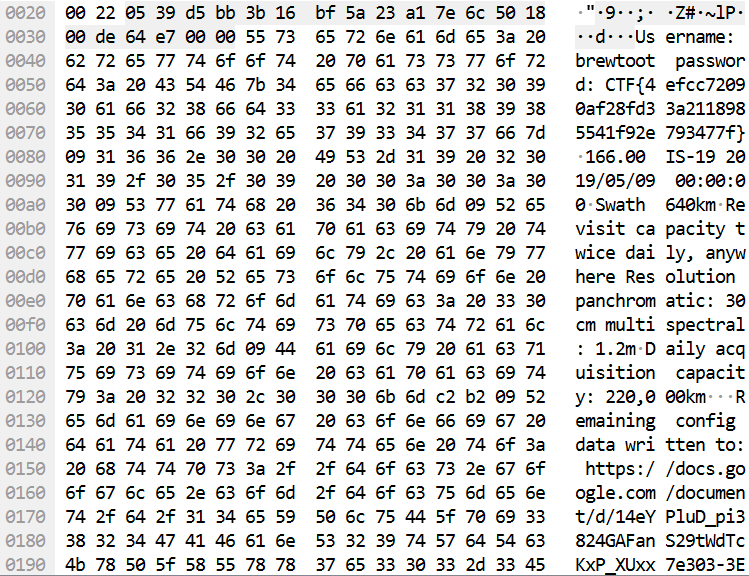 0020 00 22 05 39 d5 bb 3b 16 bf 5a 23 a1 7e 6c 50 18 ·"·9··;· ·Z#·~lP·
0030 00 de 64 e7 00 00 55 73 65 72 6e 61 6d 65 3a 20 ··d···Us ername:
0040 62 72 65 77 74 6f 6f 74 20 70 61 73 73 77 6f 72 brewtoot passwor
0050 64 3a 20 43 54 46 7b 34 65 66 63 63 37 32 30 39 d: CTF{4 efcc7209
0060 30 61 66 32 38 66 64 33 33 61 32 31 31 38 39 38 0af28fd3 3a211898
0070 35 35 34 31 66 39 32 65 37 39 33 34 37 37 66 7d 5541f92e 793477f}
0080 09 31 36 36 2e 30 30 20 49 53 2d 31 39 20 32 30 ·166.00 IS-19 20
0090 31 39 2f 30 35 2f 30 39 20 30 30 3a 30 30 3a 30 19/05/09 00:00:0
00a0 30 09 53 77 61 74 68 20 36 34 30 6b 6d 09 52 65 0·Swath 640km·Re
00b0 76 69 73 69 74 20 63 61 70 61 63 69 74 79 20 74 visit ca pacity t
00c0 77 69 63 65 20 64 61 69 6c 79 2c 20 61 6e 79 77 wice dai ly, anyw
00d0 68 65 72 65 20 52 65 73 6f 6c 75 74 69 6f 6e 20 here Res olution
00e0 70 61 6e 63 68 72 6f 6d 61 74 69 63 3a 20 33 30 panchrom atic: 30
00f0 63 6d 20 6d 75 6c 74 69 73 70 65 63 74 72 61 6c cm multi spectral
0100 3a 20 31 2e 32 6d 09 44 61 69 6c 79 20 61 63 71 : 1.2m·D aily acq
0110 75 69 73 69 74 69 6f 6e 20 63 61 70 61 63 69 74 uisition capacit
0120 79 3a 20 32 32 30 2c 30 30 30 6b 6d c2 b2 09 52 y: 220,0 00km···R
0130 65 6d 61 69 6e 69 6e 67 20 63 6f 6e 66 69 67 20 emaining config
0140 64 61 74 61 20 77 72 69 74 74 65 6e 20 74 6f 3a data wri tten to:
0150 20 68 74 74 70 73 3a 2f 2f 64 6f 63 73 2e 67 6f https:/ /docs.go
0160 6f 67 6c 65 2e 63 6f 6d 2f 64 6f 63 75 6d 65 6e ogle.com /documen
0170 74 2f 64 2f 31 34 65 59 50 6c 75 44 5f 70 69 33 t/d/14eY PluD_pi3
0180 38 32 34 47 41 46 61 6e 53 32 39 74 57 64 54 63 824GAFan S29tWdTc
0190 4b 78 50 5f 58 55 78 78 37 65 33 30 33 2d 33 45 KxP_XUxx 7e303-3E